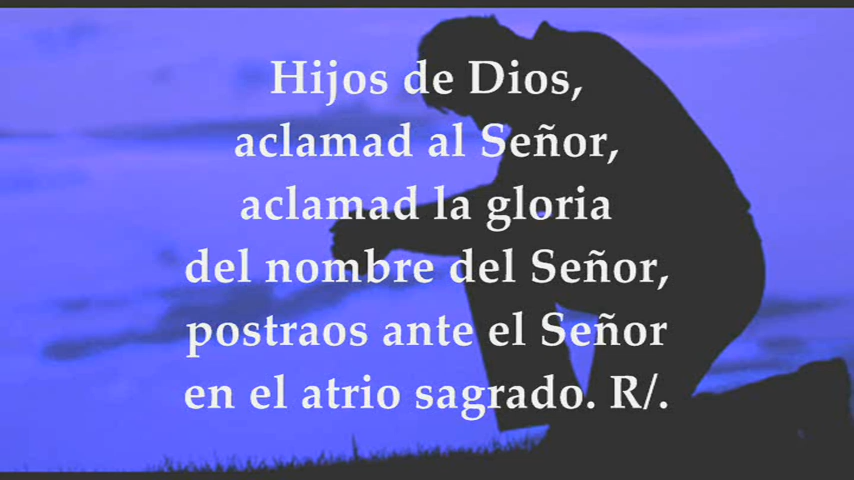 Hijos de Dios,
aclamad al Señor,
aclamad la gloria
del nombre del Señor,
postraos ante el Señor
en el atrio sagrado. R/.